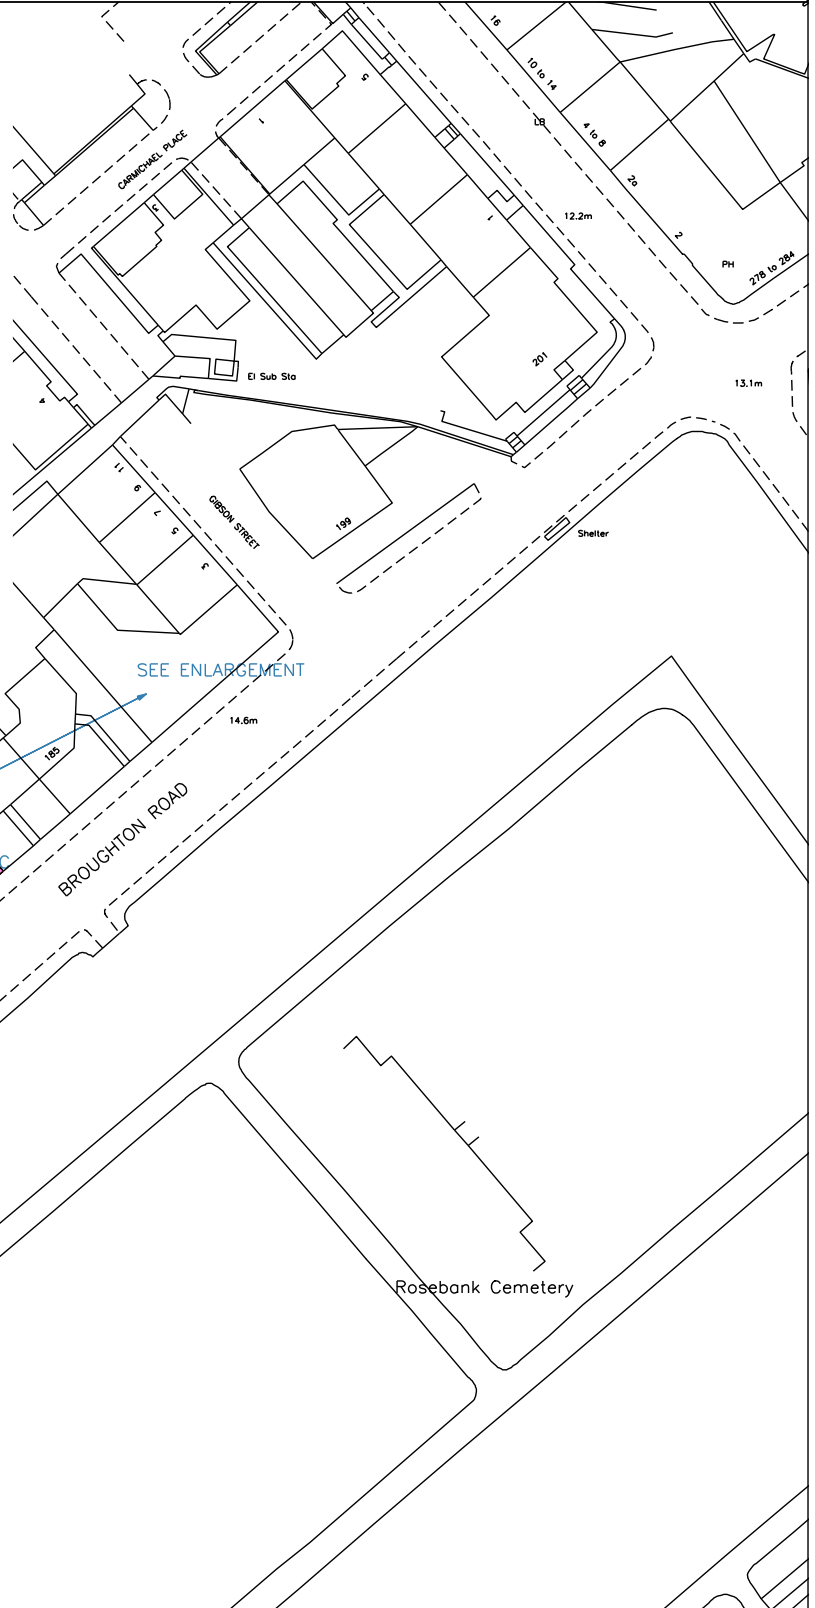 16
10 to 14
LB
4 to 8
2a
2
PH
278 to 284
12.2m
13.1m
5
1
CARMICHAEL PLACE
3
1
201
El Sub Sta
4
11
9
7
5
3
GIBSON STREET
199
Shelter
SEE ENLARGEMENT
14.6m
185
BROUGHTON ROAD
C
Rosebank Cemetery